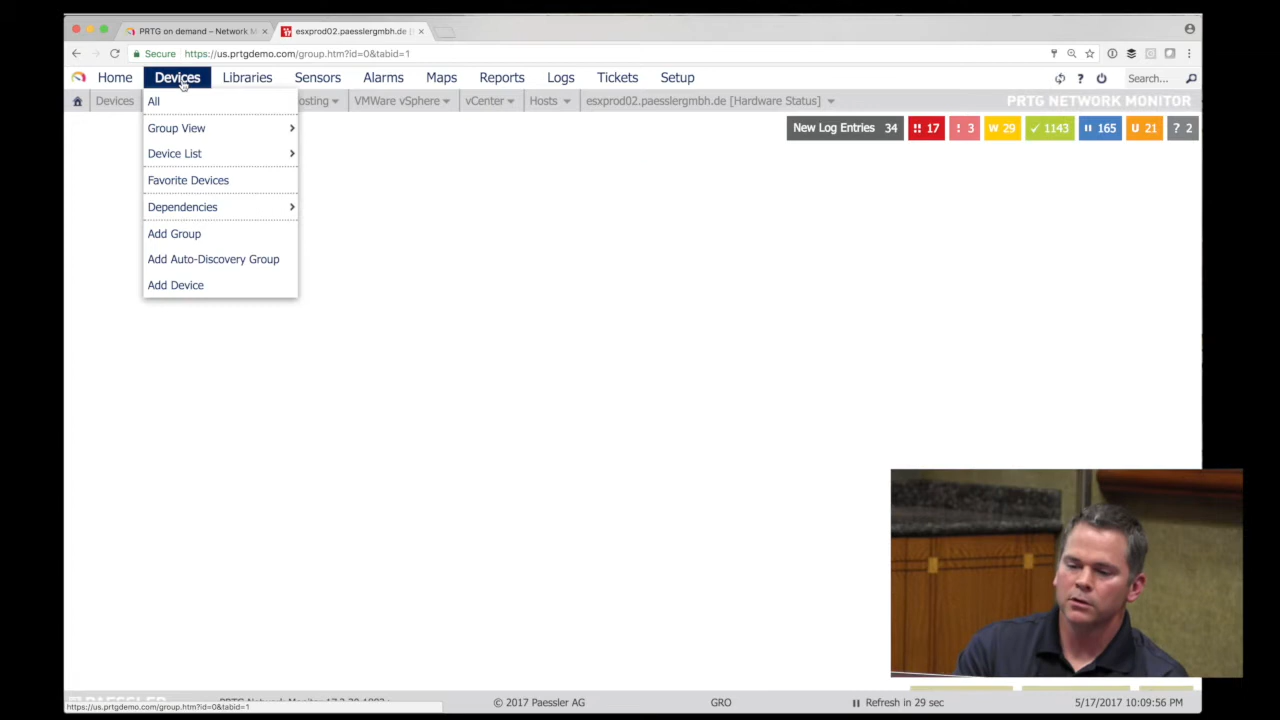 PRTG on demand – Network M
esxprod02.paesslergmbh.de [
Secure https://us.prtgdemo.com/group.htm?id=0&tabid=1
Home Devices Libraries Sensors Alarms Maps Reports Logs Tickets Setup Search...
Devices osting VMWare vSphere vCenter Hosts esxprod02.paesslergmbh.de [Hardware Status] PRTG NETWORK MONITOR
All
New Log Entries 34 !! 17 ! 3 W 29 1143 165 U 21 ? 2
Group View
Device List
Favorite Devices
Dependencies
Add Group
Add Auto-Discovery Group
Add Device
© 2017 Paessler AG GRO Refresh in 29 sec 5/17/2017 10:09:56 PM
https://us.prtgdemo.com/group.htm?id=0&tabid=1